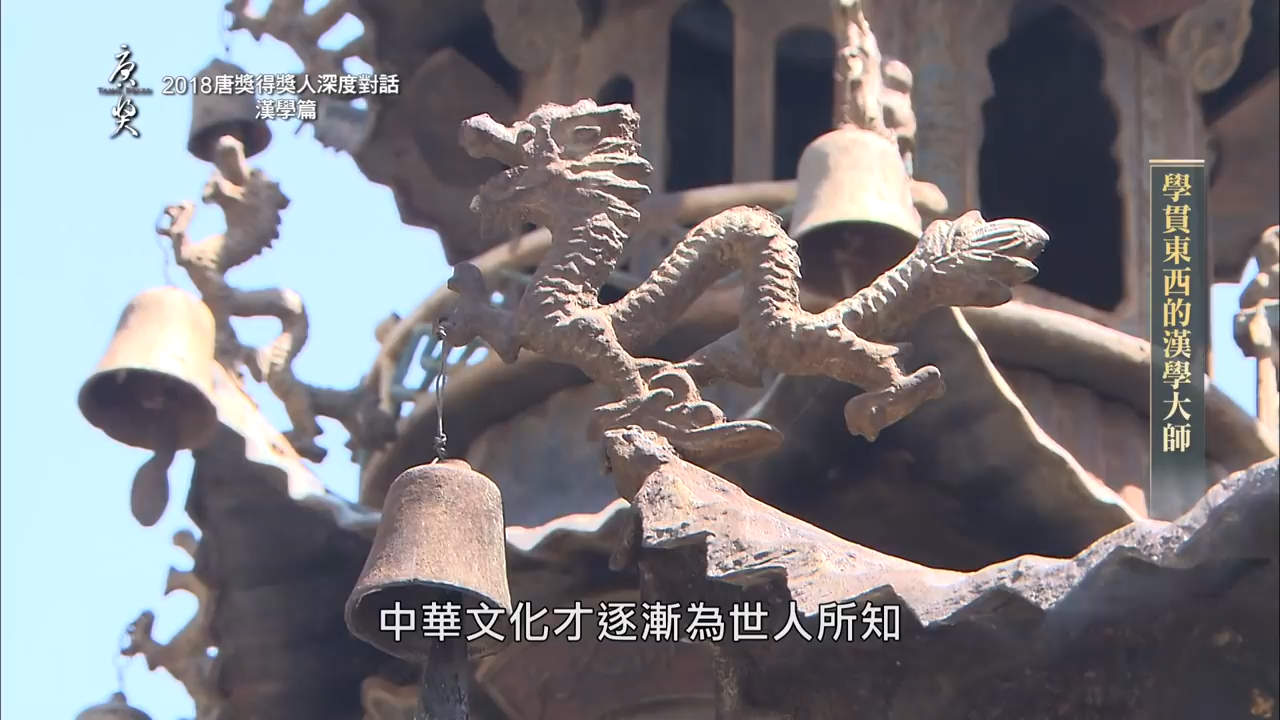 唐獎
TANG PRIZE
2018唐獎得獎人深度對話
漢學篇
學貫東西的漢學大師
中華文化才逐漸為世人所知